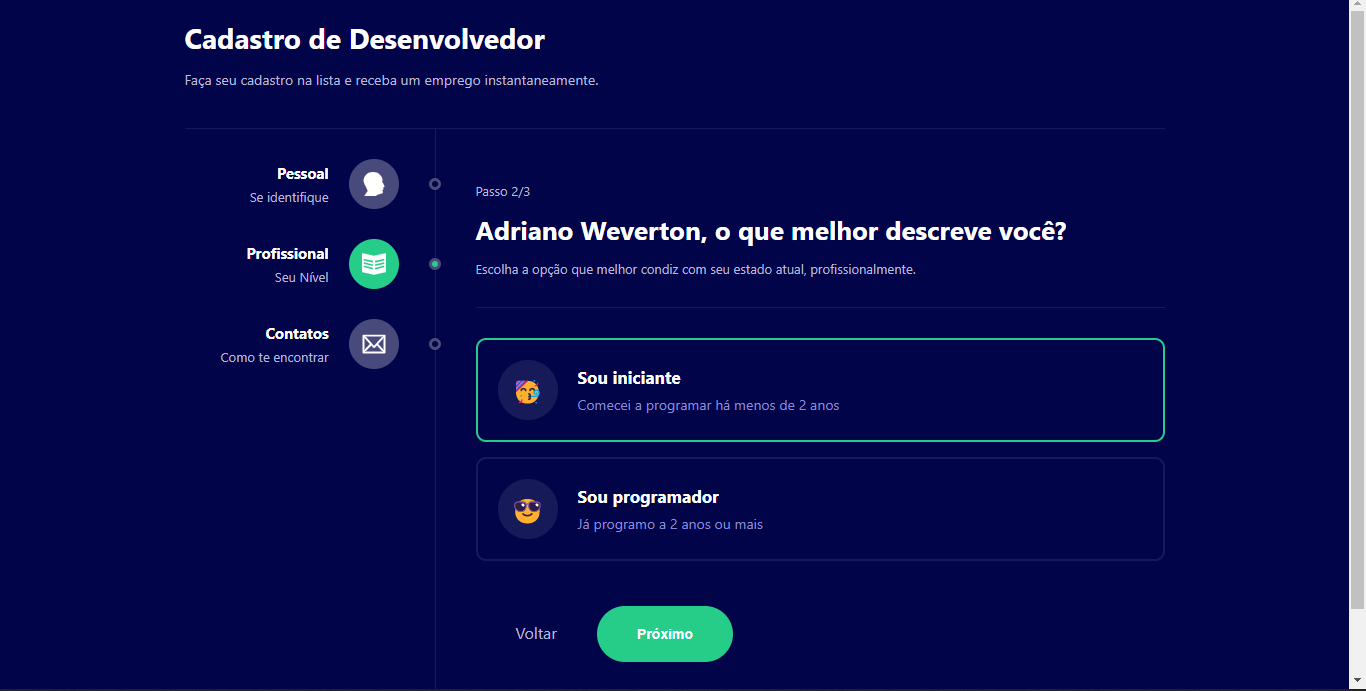 Cadastro de Desenvolvedor
Faça seu cadastro na lista e receba um emprego instantaneamente.
Pessoal
Se identifique
Profissional
Seu Nível
Contatos
Como te encontrar
Passo 2/3
Adriano Weverton, o que melhor descreve você?
Escolha a opção que melhor condiz com seu estado atual, profissionalmente.
Sou iniciante
Comecei a programar há menos de 2 anos
Sou programador
Já programo a 2 anos ou mais
Voltar
Próximo